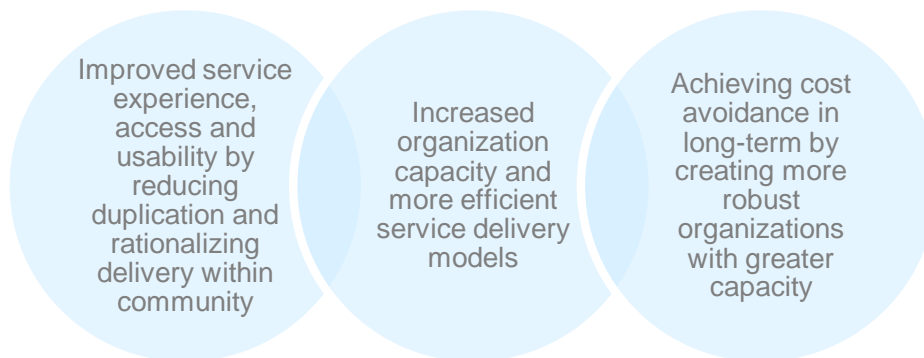 Improved service
experience,
access and
usability by
reducing
duplication and
rationalizing
delivery within
community
Increased
organization
capacity and
more efficient
service delivery
models
Achieving cost
avoidance in
long-term by
creating more
robust
organizations
with greater
capacity